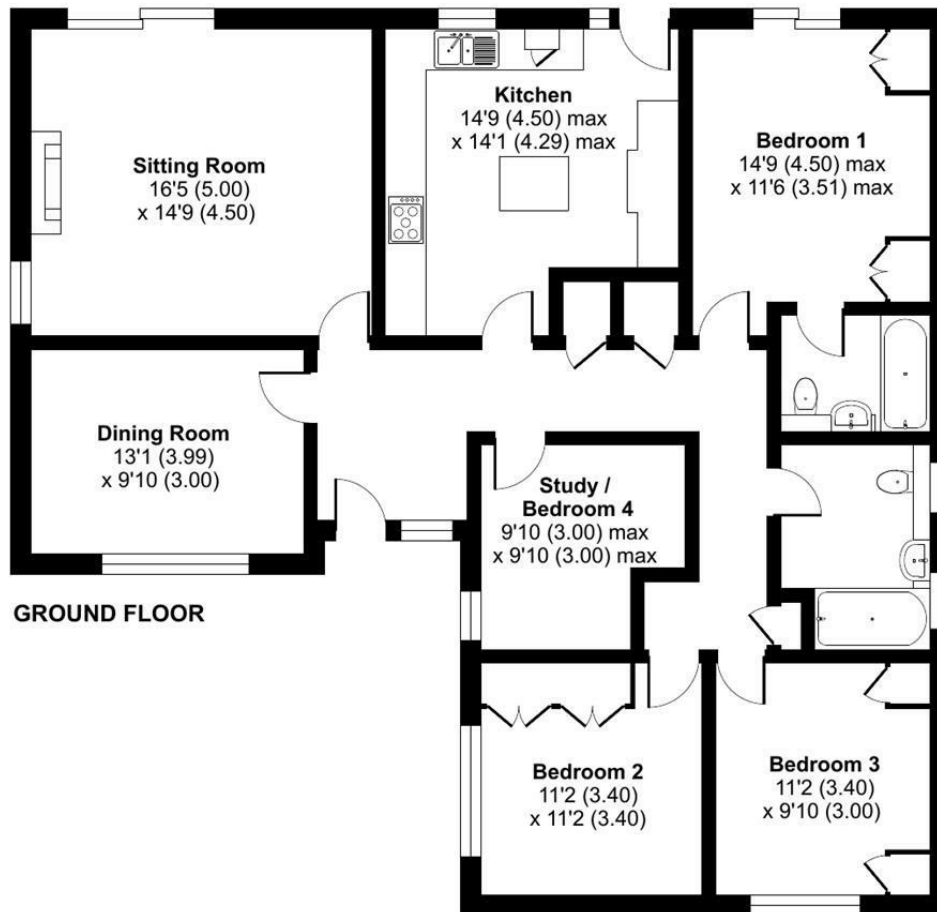 Kitchen
14'9 (4.50) max
x 14'1 (4.29) max
Sitting Room
16'5 (5.00)
x 14'9 (4.50)
Bedroom 1
14'9 (4.50) max
x 11'6 (3.51) max
Dining Room
13'1 (3.99)
x 9'10 (3.00)
Study /
Bedroom 4
9'10 (3.00) max
x 9'10 (3.00) max
GROUND FLOOR
Bedroom 2
11'2 (3.40)
x 11'2 (3.40)
Bedroom 3
11'2 (3.40)
x 9'10 (3.00)